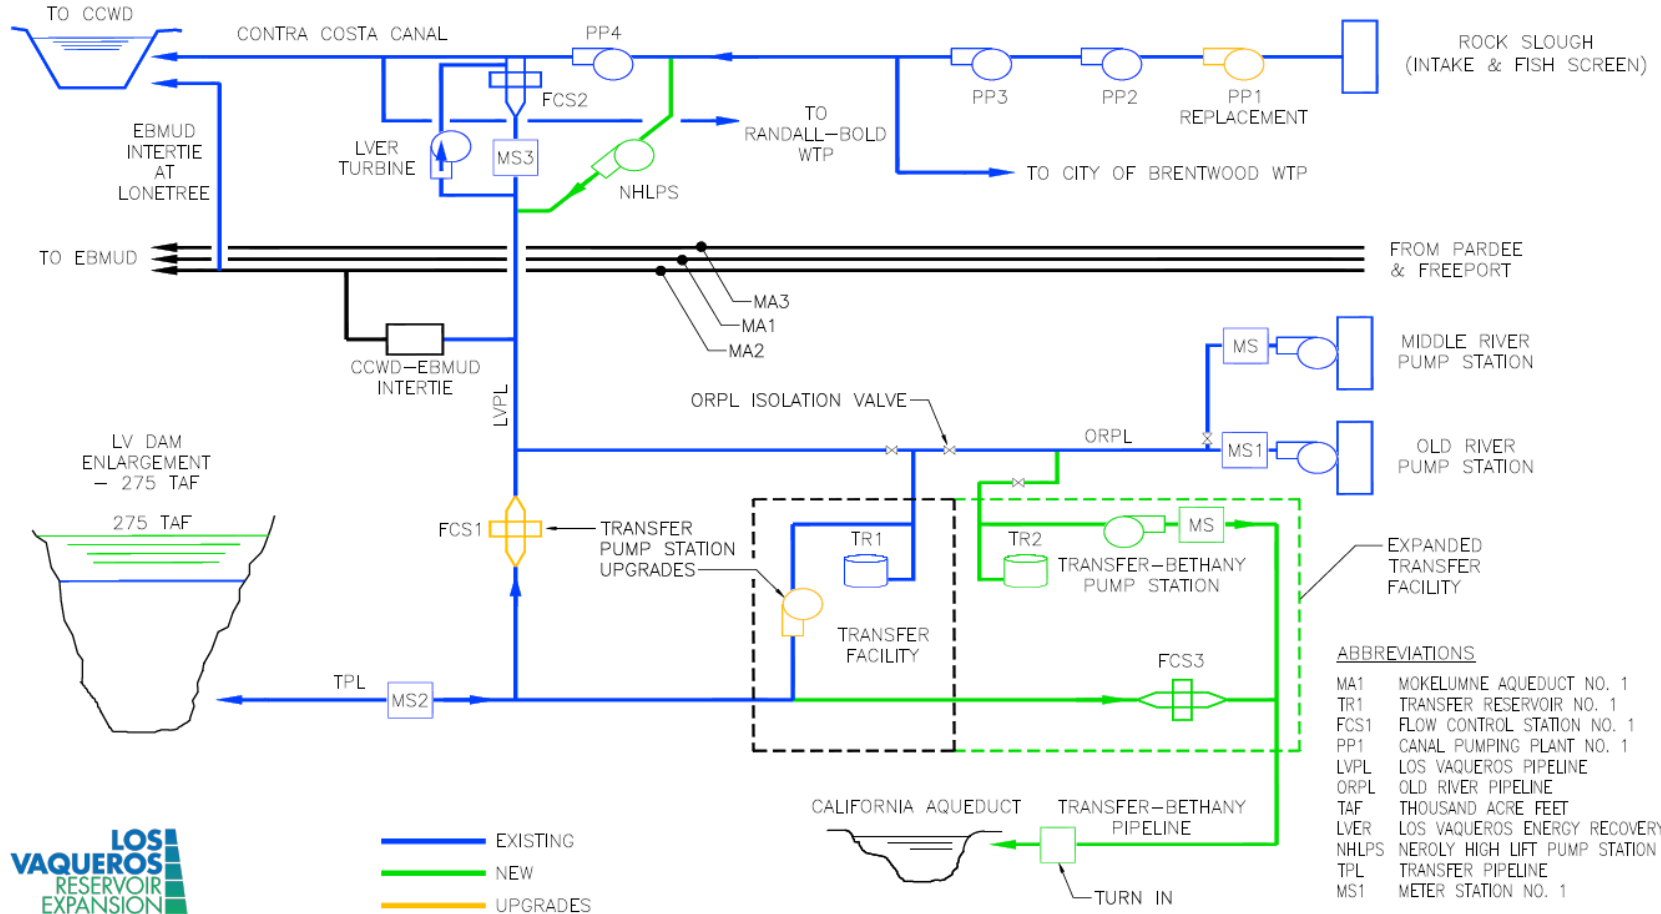 TO CCWD
CONTRA COSTA CANAL
PP4
ROCK SLOUGH
(INTAKE & FISH SCREEN)
PP3
PP2
PP1
REPLACEMENT
FCS2
EBMUD
INTERTIE
AT
LONETREE
LVER
TURBINE
MS3
NHLPS
TO
RANDALL-BOLD
WTP
TO CITY OF BRENTWOOD WTP
TO EBMUD
FROM PARDEE
& FREEPORT
MA3
MA1
MA2
CCWD-EBMUD
INTERTIE
LVPL
MS
MIDDLE RIVER
PUMP STATION
ORPL ISOLATION VALVE
ORPL
MS1
OLD RIVER
PUMP STATION
LV DAM
ENLARGEMENT
- 275 TAF
275 TAF
FCS1
TRANSFER
PUMP STATION
UPGRADES
TR1
TR2
MS
TRANSFER-BETHANY
PUMP STATION
EXPANDED
TRANSFER
FACILITY
TRANSFER
FACILITY
FCS3
TPL
MS2
CALIFORNIA AQUEDUCT
TRANSFER-BETHANY
PIPELINE
TURN IN
ABBREVIATIONS
MA1 MOKELUMNE AQUEDUCT NO. 1
TR1 TRANSFER RESERVOIR NO. 1
FCS1 FLOW CONTROL STATION NO. 1
PP1 CANAL PUMPING PLANT NO. 1
LVPL LOS VAQUEROS PIPELINE
ORPL OLD RIVER PIPELINE
TAF THOUSAND ACRE FEET
LVER LOS VAQUEROS ENERGY RECOVERY
NHLPS NEROLY HIGH LIFT PUMP STATION
TPL TRANSFER PIPELINE
MS1 METER STATION NO. 1
LOS
VAQUEROS
RESERVOIR
EXPANSION
EXISTING
NEW
UPGRADES